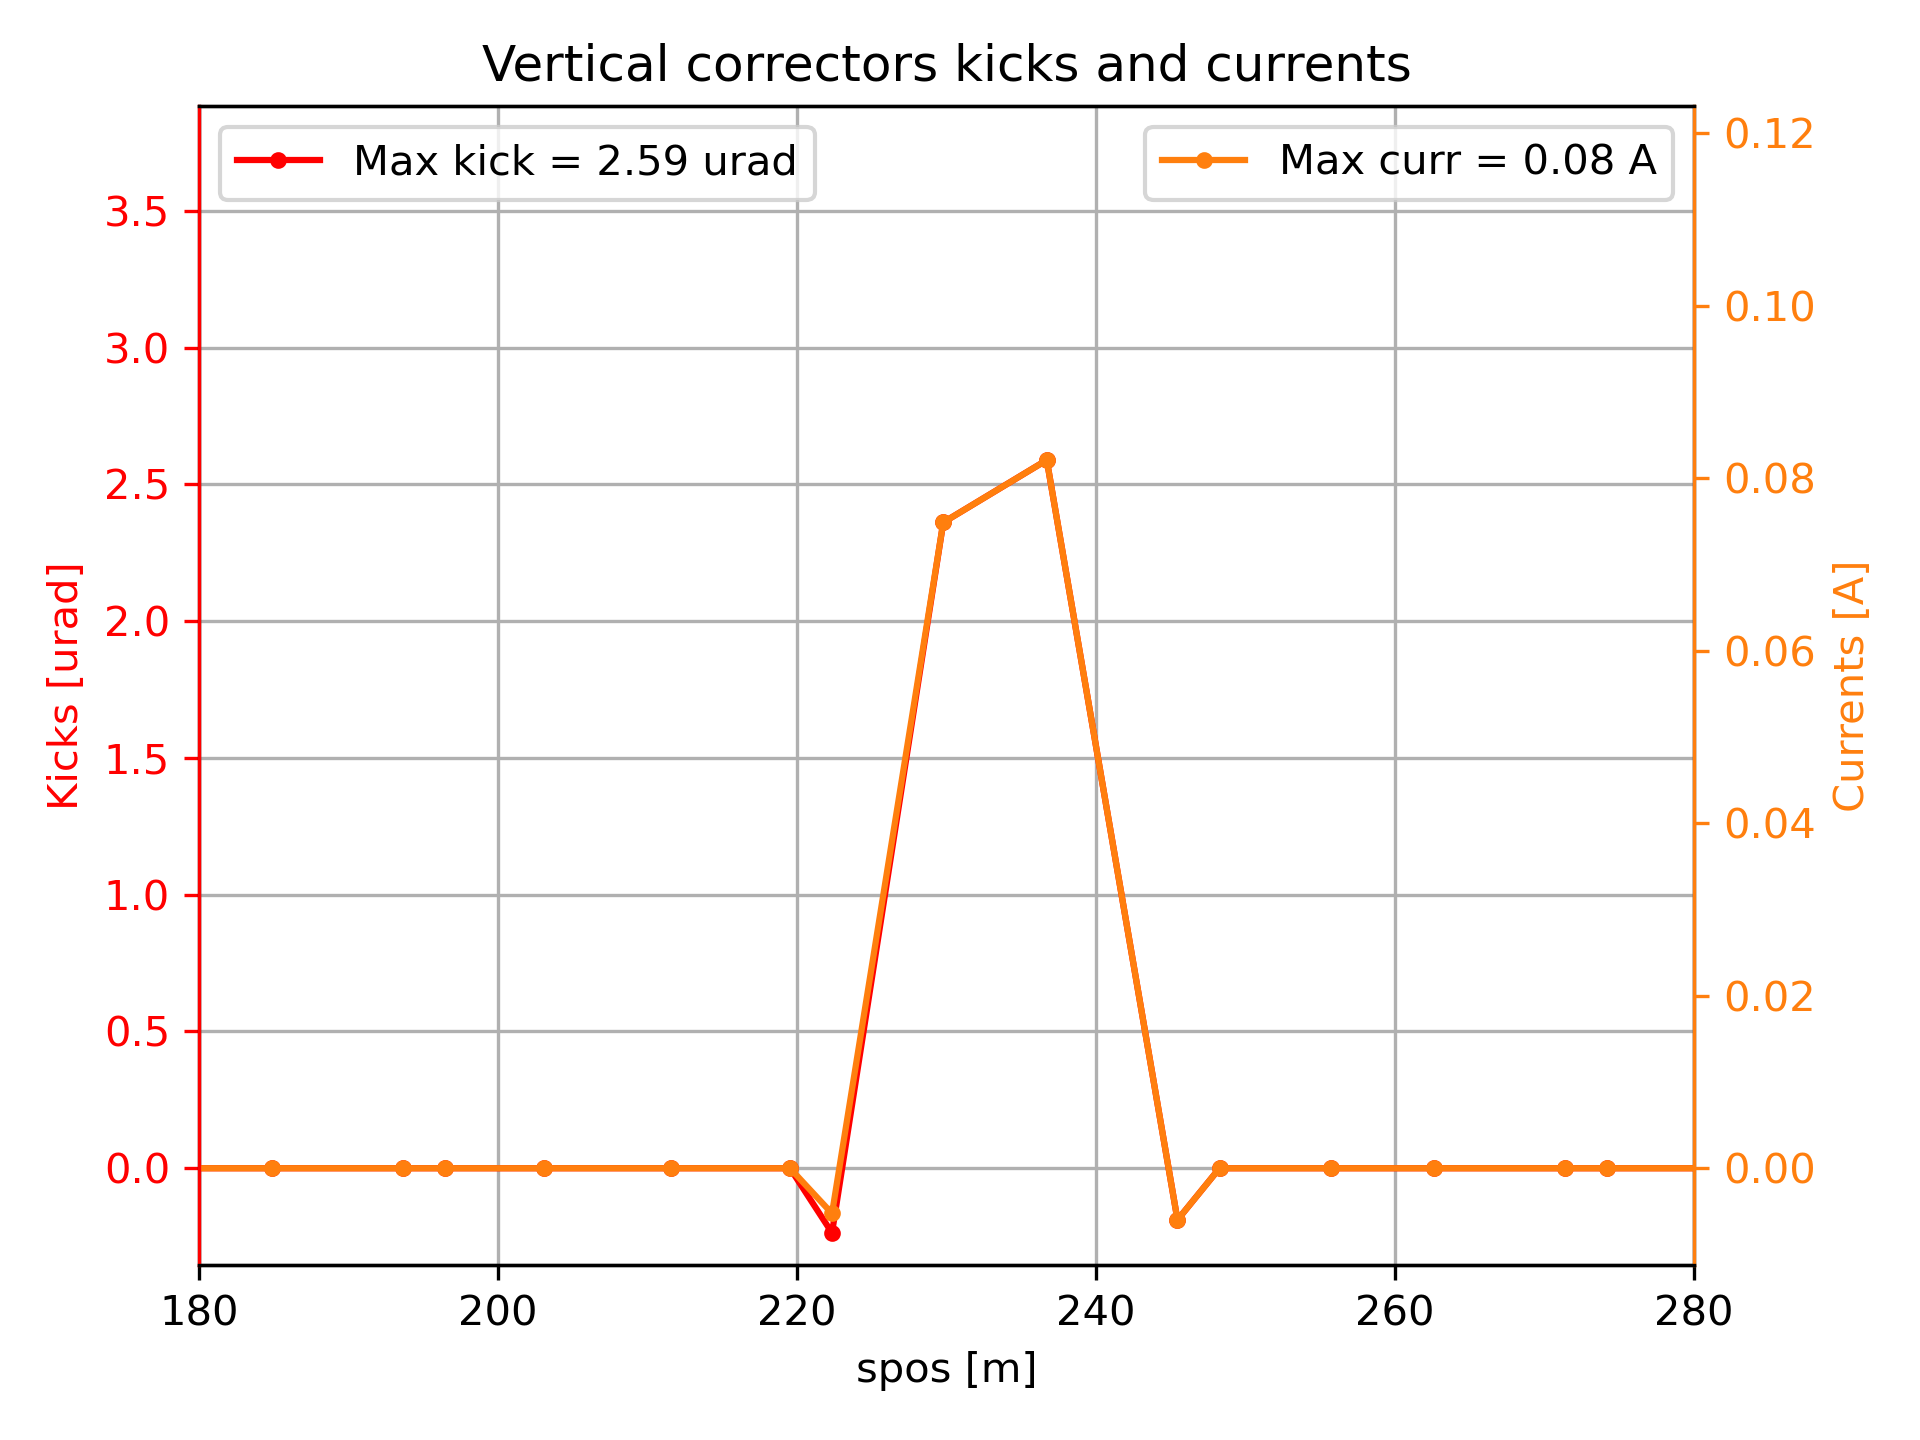 Vertical correctors kicks and currents
Max kick = 2.59 urad
Max curr = 0.08 A
Kicks [urad]
3.5
3.0
2.5
2.0
1.5
1.0
0.5
0.0
Currents [A]
0.12
0.10
0.08
0.06
0.04
0.02
0.00
180 200 220 240 260 280
spos [m]